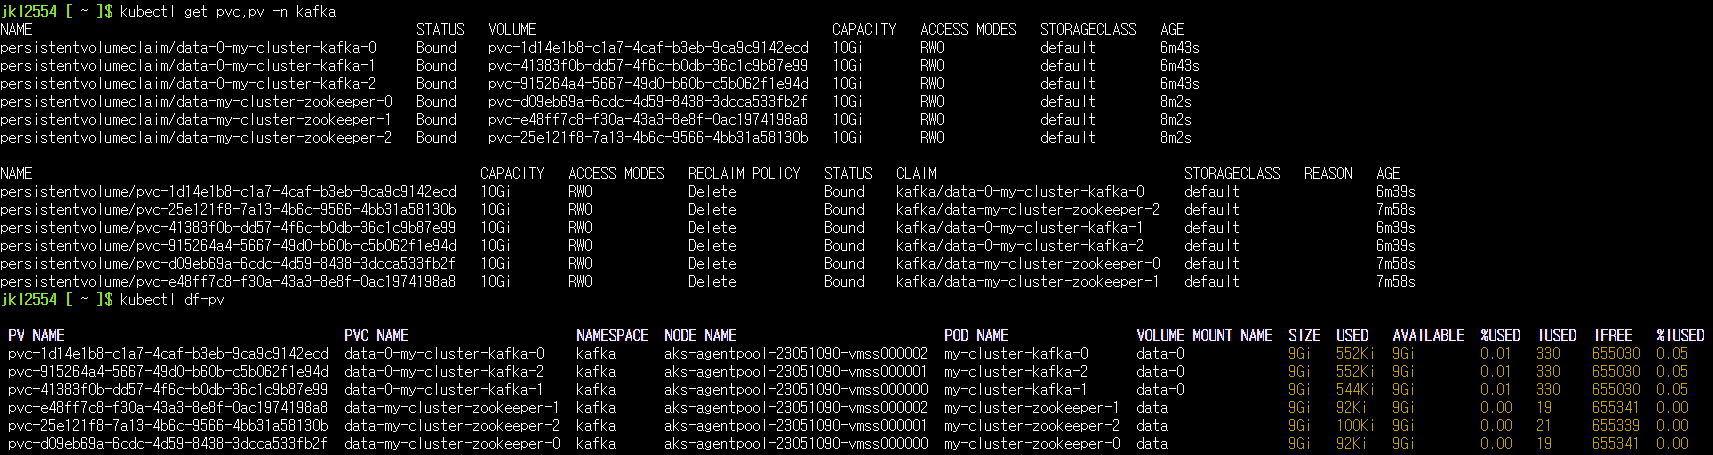 jkl2554 [ ~ ]$ kubectl get pvc,pv -n kafka
NAME STATUS VOLUME CAPACITY ACCESS MODES STORAGECLASS AGE
persistentvolumeclaim/data-0-my-cluster-kafka-0 Bound pvc-1d14e1b8-c1a7-4caf-b3eb-9ca9c9142ecd 10Gi RWO default 6m43s
persistentvolumeclaim/data-0-my-cluster-kafka-1 Bound pvc-41383f0b-dd57-4f6c-b0db-36c1c9b87e99 10Gi RWO default 6m43s
persistentvolumeclaim/data-0-my-cluster-kafka-2 Bound pvc-915264a4-5667-49d0-b60b-c5b062f1e94d 10Gi RWO default 6m43s
persistentvolumeclaim/data-my-cluster-zookeeper-0 Bound pvc-d09eb69a-6cdc-4d59-8438-3dcca533fb2f 10Gi RWO default 8m2s
persistentvolumeclaim/data-my-cluster-zookeeper-1 Bound pvc-e48ff7c8-f30a-43a3-8e8f-0ac1974198a8 10Gi RWO default 8m2s
persistentvolumeclaim/data-my-cluster-zookeeper-2 Bound pvc-25e121f8-7a13-4b6c-9566-4bb31a58130b 10Gi RWO default 8m2s
NAME CAPACITY ACCESS MODES RECLAIM POLICY STATUS CLAIM STORAGECLASS REASON AGE
persistentvolume/pvc-1d14e1b8-c1a7-4caf-b3eb-9ca9c9142ecd 10Gi RWO Delete Bound kafka/data-0-my-cluster-kafka-0 default 6m39s
persistentvolume/pvc-25e121f8-7a13-4b6c-9566-4bb31a58130b 10Gi RWO Delete Bound kafka/data-my-cluster-zookeeper-2 default 7m58s
persistentvolume/pvc-41383f0b-dd57-4f6c-b0db-36c1c9b87e99 10Gi RWO Delete Bound kafka/data-0-my-cluster-kafka-1 default 6m39s
persistentvolume/pvc-915264a4-5667-49d0-b60b-c5b062f1e94d 10Gi RWO Delete Bound kafka/data-0-my-cluster-kafka-2 default 6m39s
persistentvolume/pvc-d09eb69a-6cdc-4d59-8438-3dcca533fb2f 10Gi RWO Delete Bound kafka/data-my-cluster-zookeeper-0 default 7m58s
persistentvolume/pvc-e48ff7c8-f30a-43a3-8e8f-0ac1974198a8 10Gi RWO Delete Bound kafka/data-my-cluster-zookeeper-1 default 7m58s
jkl2554 [ ~ ]$ kubectl df-pv
PV NAME PVC NAME NAMESPACE NODE NAME POD NAME VOLUME MOUNT NAME SIZE USED AVAILABLE %USED IUSED IFREE %IUSED
pvc-1d14e1b8-c1a7-4caf-b3eb-9ca9c9142ecd data-0-my-cluster-kafka-0 kafka aks-agentpool-23051090-vmss000002 my-cluster-kafka-0 data-0 9Gi 552Ki 9Gi 0.01 330 655030 0.05
pvc-915264a4-5667-49d0-b60b-c5b062f1e94d data-0-my-cluster-kafka-2 kafka aks-agentpool-23051090-vmss000001 my-cluster-kafka-2 data-0 9Gi 552Ki 9Gi 0.01 330 655030 0.05
pvc-41383f0b-dd57-4f6c-b0db-36c1c9b87e99 data-0-my-cluster-kafka-1 kafka aks-agentpool-23051090-vmss000000 my-cluster-kafka-1 data-0 9Gi 544Ki 9Gi 0.01 330 655030 0.05
pvc-e48ff7c8-f30a-43a3-8e8f-0ac1974198a8 data-my-cluster-zookeeper-1 kafka aks-agentpool-23051090-vmss000002 my-cluster-zookeeper-1 data 9Gi 92Ki 9Gi 0.00 19 655341 0.00
pvc-25e121f8-7a13-4b6c-9566-4bb31a58130b data-my-cluster-zookeeper-2 kafka aks-agentpool-23051090-vmss000001 my-cluster-zookeeper-2 data 9Gi 100Ki 9Gi 0.00 21 655339 0.00
pvc-d09eb69a-6cdc-4d59-8438-3dcca533fb2f data-my-cluster-zookeeper-0 kafka aks-agentpool-23051090-vmss000000 my-cluster-zookeeper-0 data 9Gi 92Ki 9Gi 0.00 19 655341 0.00